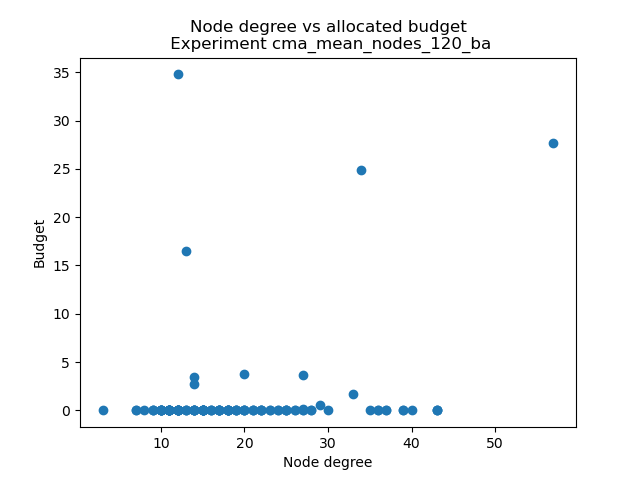 Node degree vs allocated budget
Experiment cma_mean_nodes_120_ba
35
30
25
20
15
10
5
0
Budget
10 20 30 40 50
Node degree